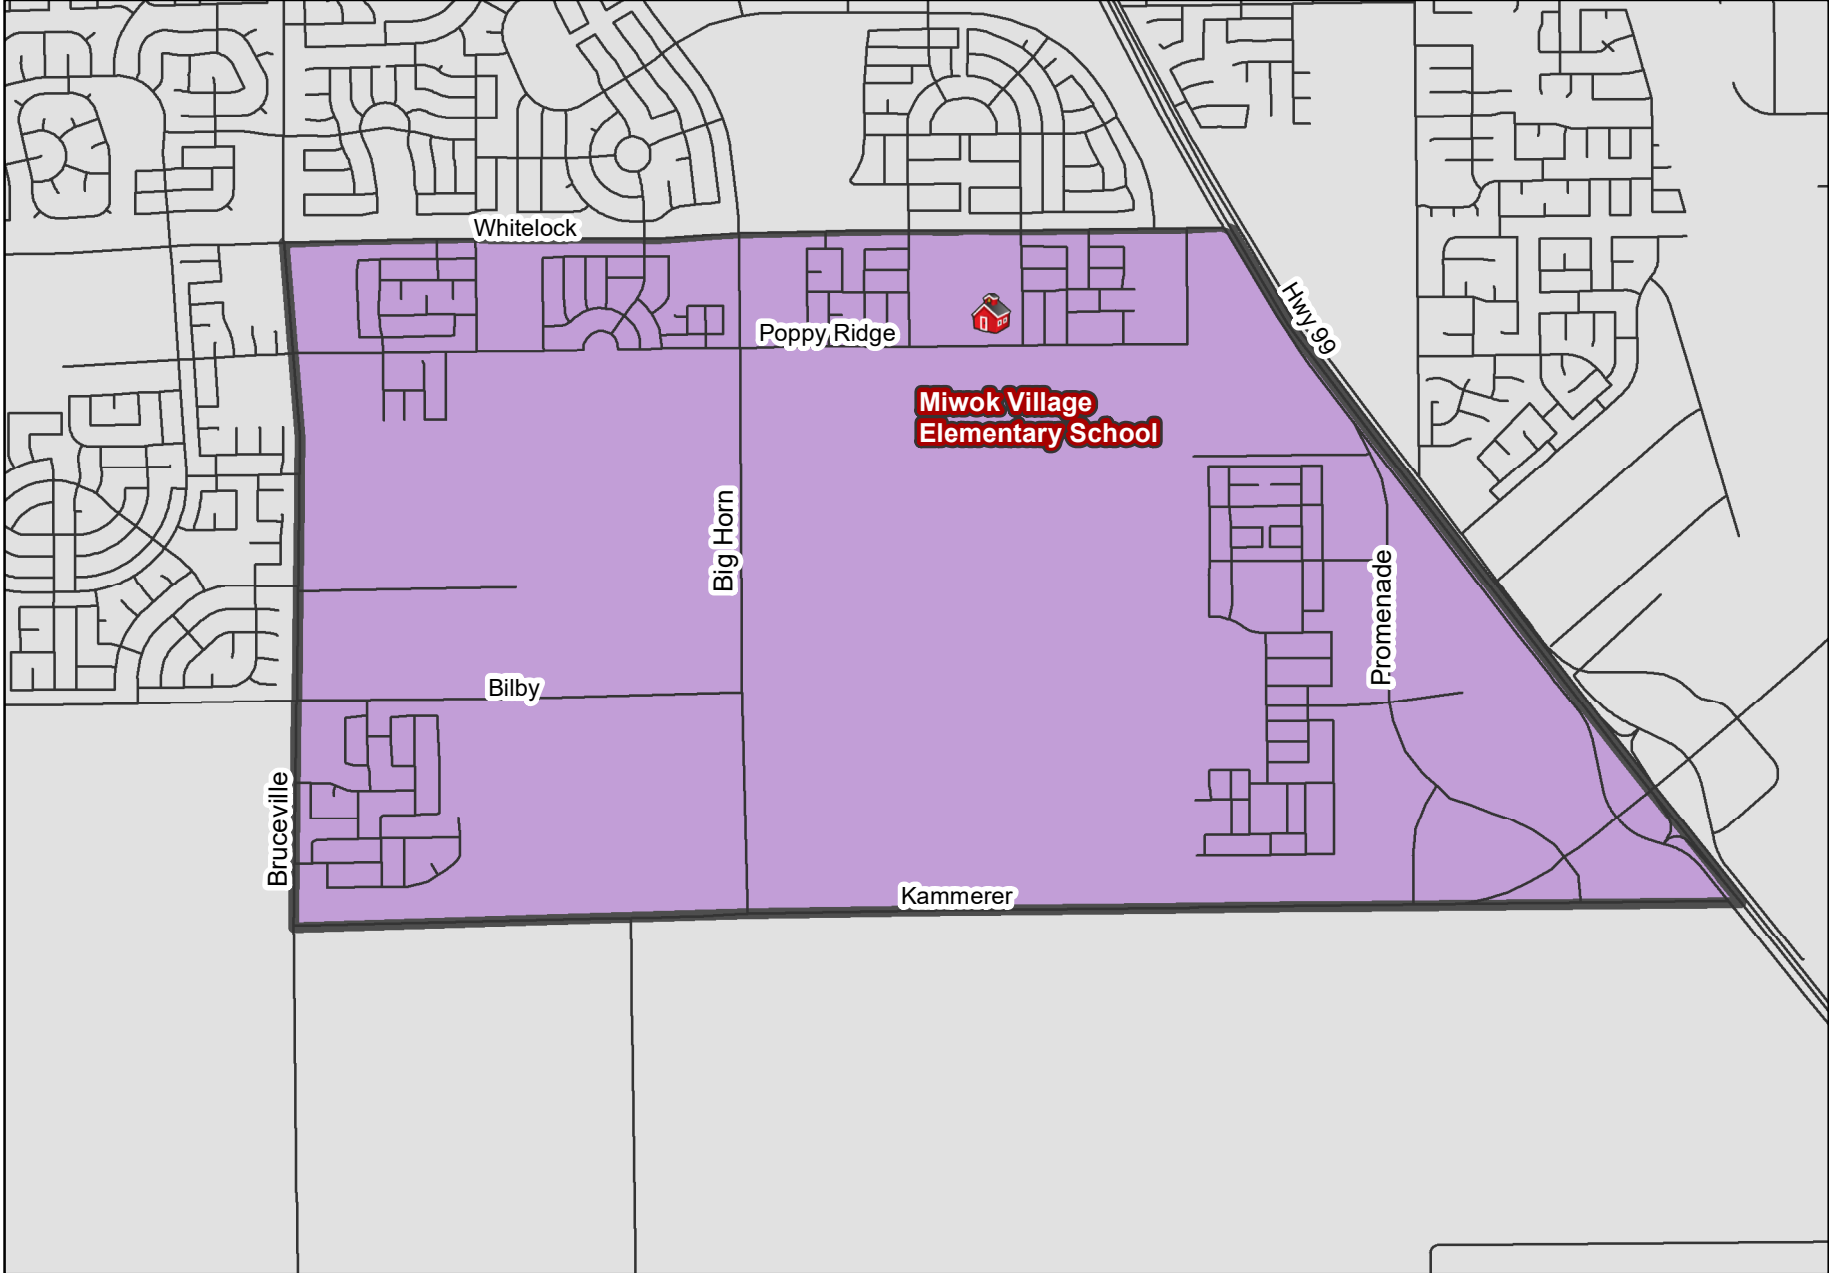 Whitelock
Hwy 99
Poppy Ridge
Miwok Village
Elementary School
Big Horn
Promenade
Bilby
Bruceville
Kammerer